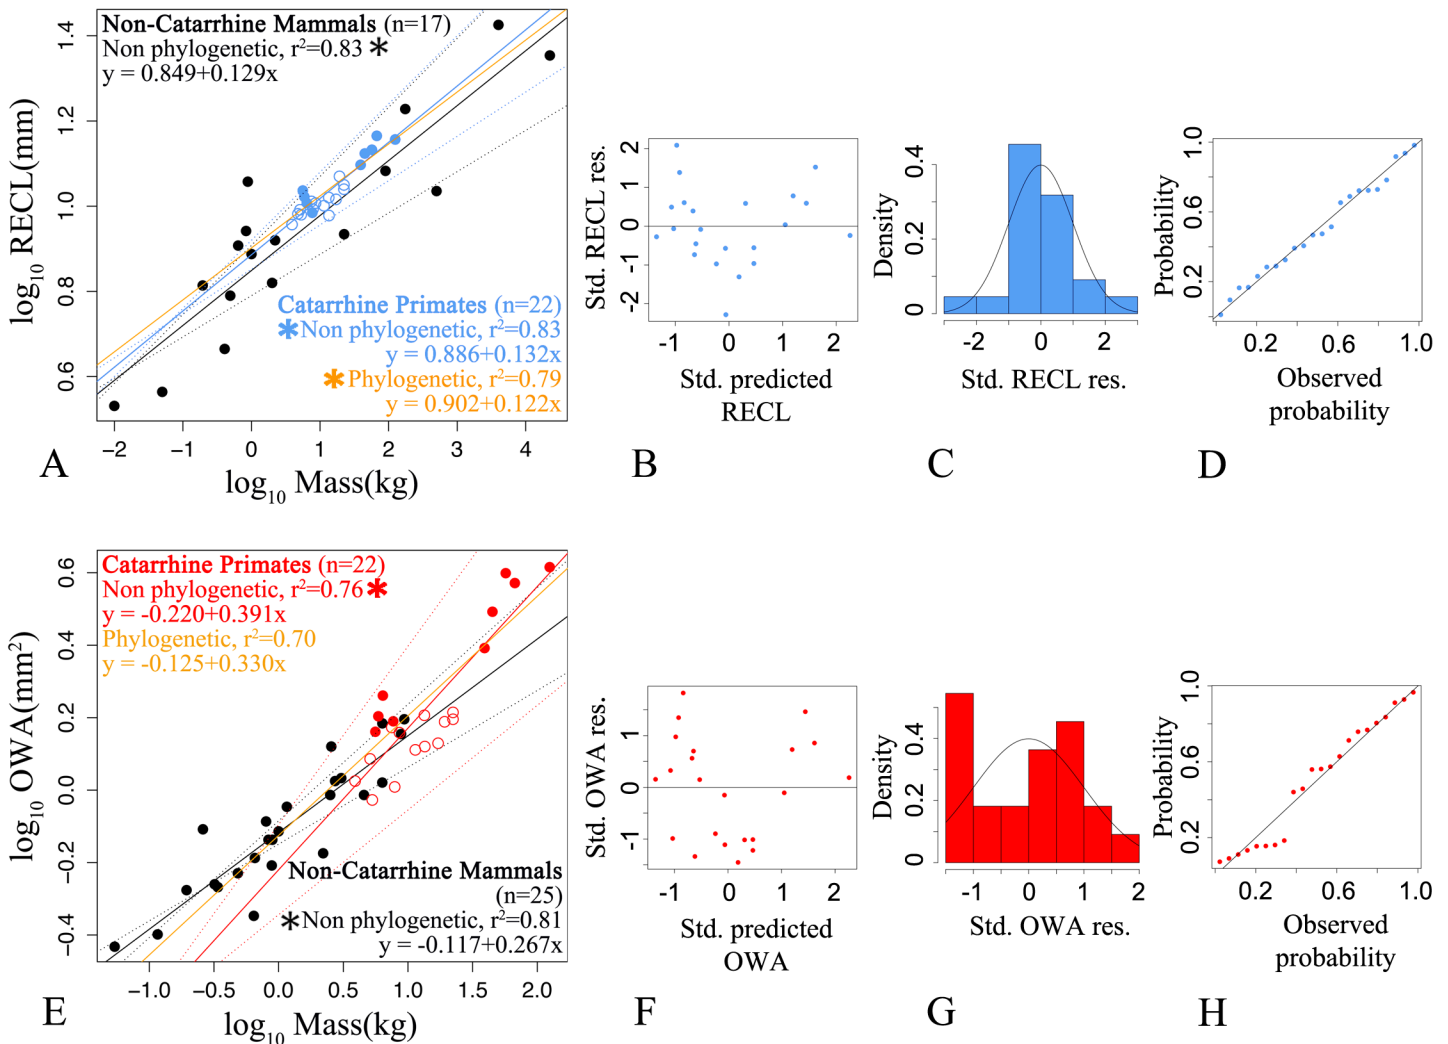 Non-Catarrhine Mammals (n=17)
Non phylogenetic, r²=0.83 *
y = 0.849+0.129x
Catarrhine Primates (n=22)
*Non phylogenetic, r²=0.83
y = 0.886+0.132x
* Phylogenetic, r²=0.79
y = 0.902+0.122x
log₁₀ RECL(mm)
0.6 0.8 1.0 1.2 1.4
−2 −1 0 1 2 3 4
log₁₀ Mass(kg)
A
Std. RECL res.
-2 -1 0 1 2
-1 0 1 2
Std. predicted
RECL
B
Density
0 0.2 0.4
-2 0 2
Std. RECL res.
C
Probability
0.2 0.6 1.0
0.2 0.6 1.0
Observed
probability
D
Catarrhine Primates (n=22)
Non phylogenetic, r²=0.76 *
y = -0.220+0.391x
Phylogenetic, r²=0.70
y = -0.125+0.330x
Non-Catarrhine Mammals
(n=25)
*Non phylogenetic, r²=0.81
y = -0.117+0.267x
log₁₀ OWA(mm²)
−0.4 −0.2 0.0 0.2 0.4 0.6
−1.0 −0.5 0.0 0.5 1.0 1.5 2.0
log₁₀ Mass(kg)
E
Std. OWA res.
-1 0 1
-1 0 1 2
Std. predicted
OWA
F
Density
0 0.2 0.4
-1 0 1 2
Std. OWA res.
G
Probability
0.2 0.6 1.0
0.2 0.6 1.0
Observed
probability
H